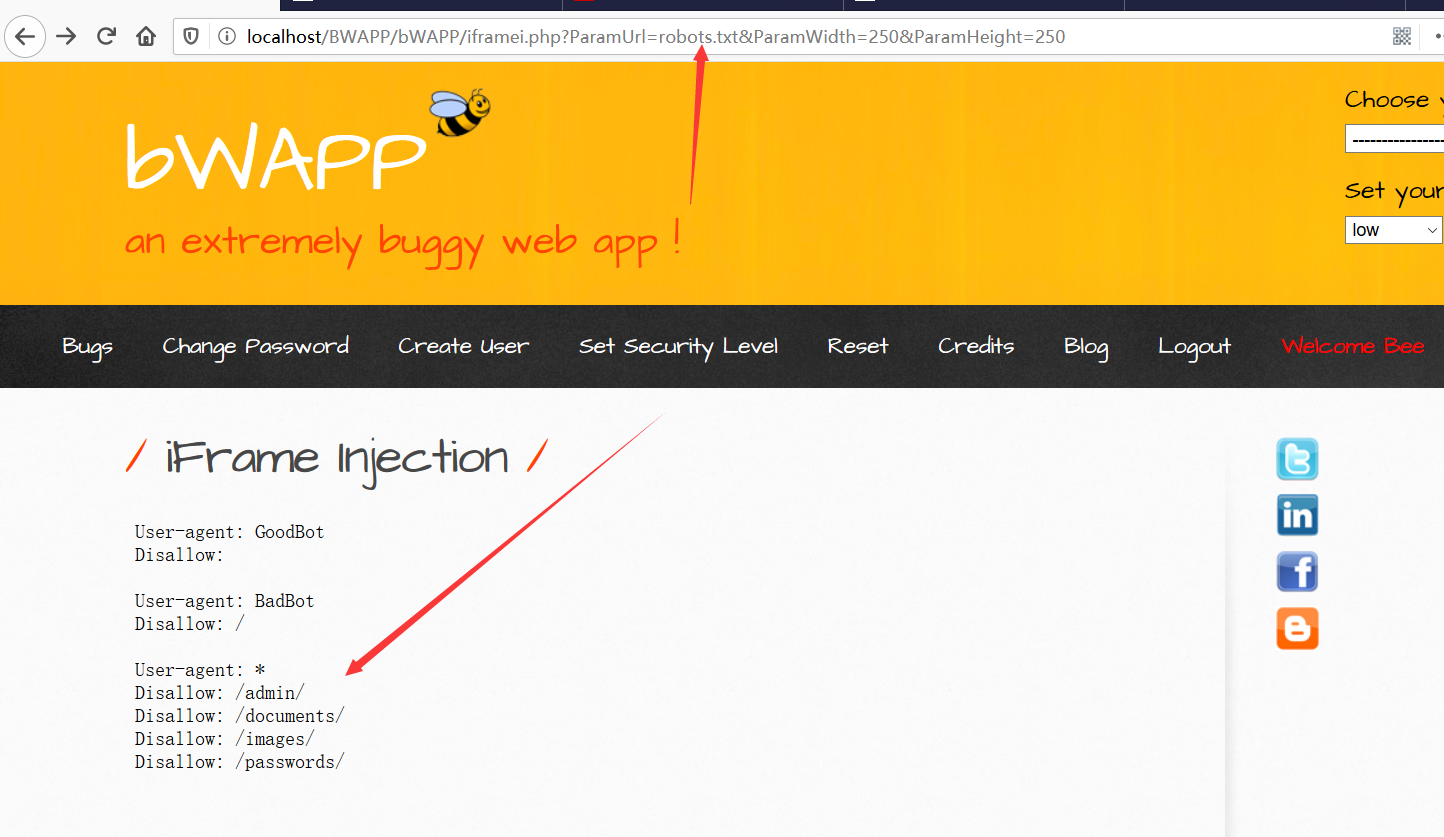 localhost/BWAPP/bWAPP/iframei.php?ParamUrl=robots.txt&ParamWidth=250&ParamHeight=250
Choose
bWAPP
----------------
an extremely buggy web app !
Set your
low
Bugs Change Password Create User Set Security Level Reset Credits Blog Logout Welcome Bee
/ iFrame Injection /
User-agent: GoodBot
Disallow:
User-agent: BadBot
Disallow: /
User-agent: *
Disallow: /admin/
Disallow: /documents/
Disallow: /images/
Disallow: /passwords/